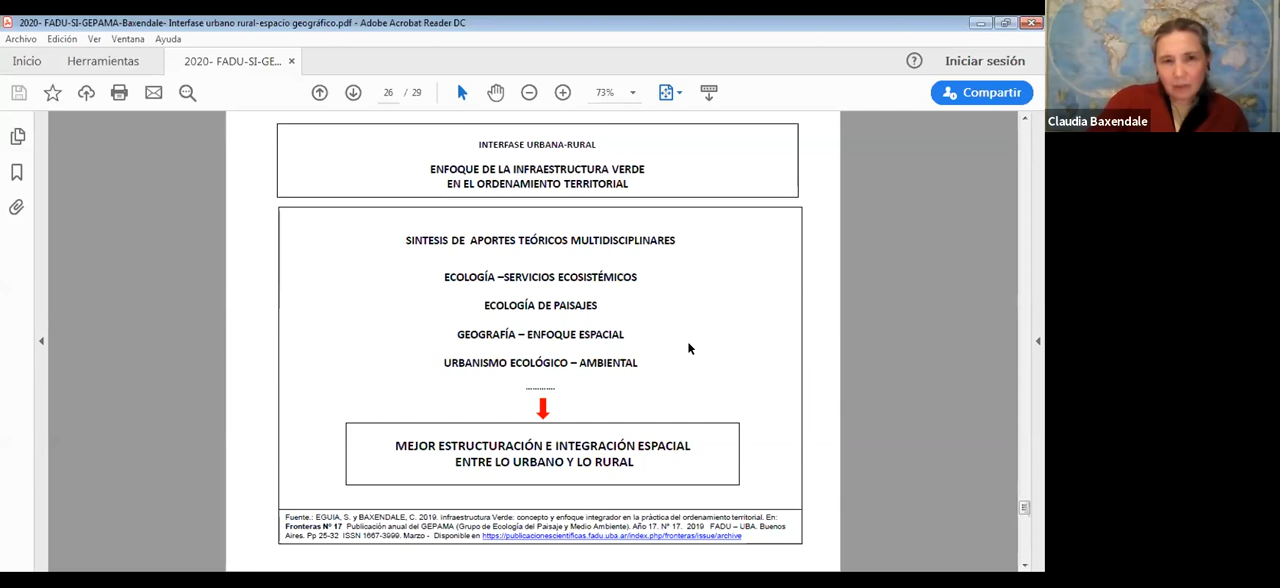 2020- FADU-SI-GEPAMA-Baxendale- Interfase urbano rural-espacio geográfico.pdf - Adobe Acrobat Reader DC
Archivo Edición Ver Ventana Ayuda
Inicio Herramientas 2020- FADU-SI-GE... × Iniciar sesión
26 / 29 73% Compartir
Claudia Baxendale
INTERFASE URBANA-RURAL
ENFOQUE DE LA INFRAESTRUCTURA VERDE
EN EL ORDENAMIENTO TERRITORIAL
SINTESIS DE APORTES TEÓRICOS MULTIDISCIPLINARES
ECOLOGÍA –SERVICIOS ECOSISTÉMICOS
ECOLOGÍA DE PAISAJES
GEOGRAFÍA – ENFOQUE ESPACIAL
URBANISMO ECOLÓGICO – AMBIENTAL
............
MEJOR ESTRUCTURACIÓN E INTEGRACIÓN ESPACIAL
ENTRE LO URBANO Y LO RURAL
Fuente.: EGUIA, S. y BAXENDALE, C. 2019. Infraestructura Verde: concepto y enfoque integrador en la práctica del ordenamiento territorial. En:
Fronteras Nº 17 Publicación anual del GEPAMA (Grupo de Ecología del Paisaje y Medio Ambiente). Año 17. N° 17. 2019 FADU – UBA. Buenos
Aires. Pp 25-32 ISSN 1667-3999. Marzo - Disponible en https://publicacionescientificas.fadu.uba.ar/index.php/fronteras/issue/archive